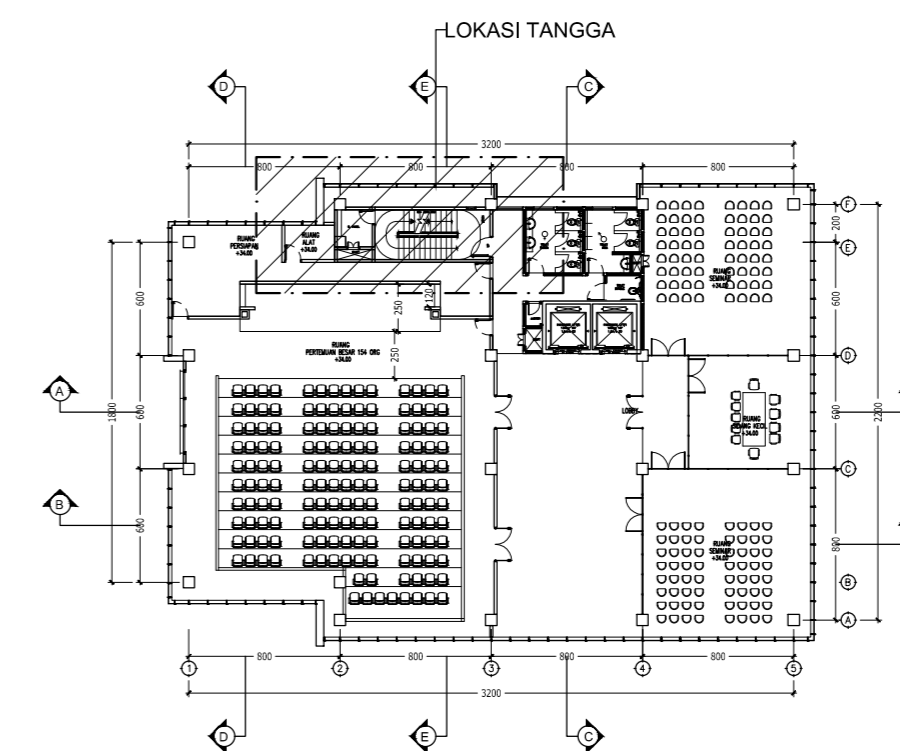 LOKASI TANGGA
D
E
C
3200
800
800
800
800
F
200
E
RUANG
PERSIAPAN
+34.00
RUANG
ALAT
+34.00
RUANG
SEMINAR
+34.00
600
250
120
600
RUANG
PERTEMUAN BESAR 154 ORG
+34.00
250
D
A
1800
600
LOBBY
RUANG
SIDANG KECIL
+34.00
600
2200
C
B
600
RUANG
SEMINAR
+34.00
800
B
A
800
800
800
800
1
2
3
4
5
3200
D
E
C